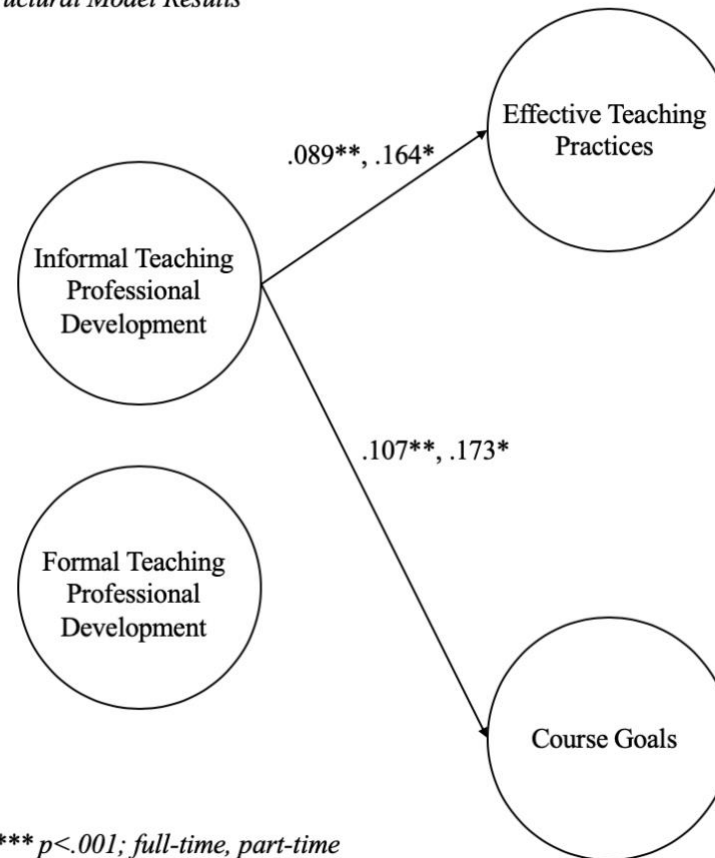 Structural Model Results
Effective Teaching
Practices
.089**, .164*
Informal Teaching
Professional
Development
.107**, .173*
Formal Teaching
Professional
Development
Course Goals
*** p<.001; full-time, part-time